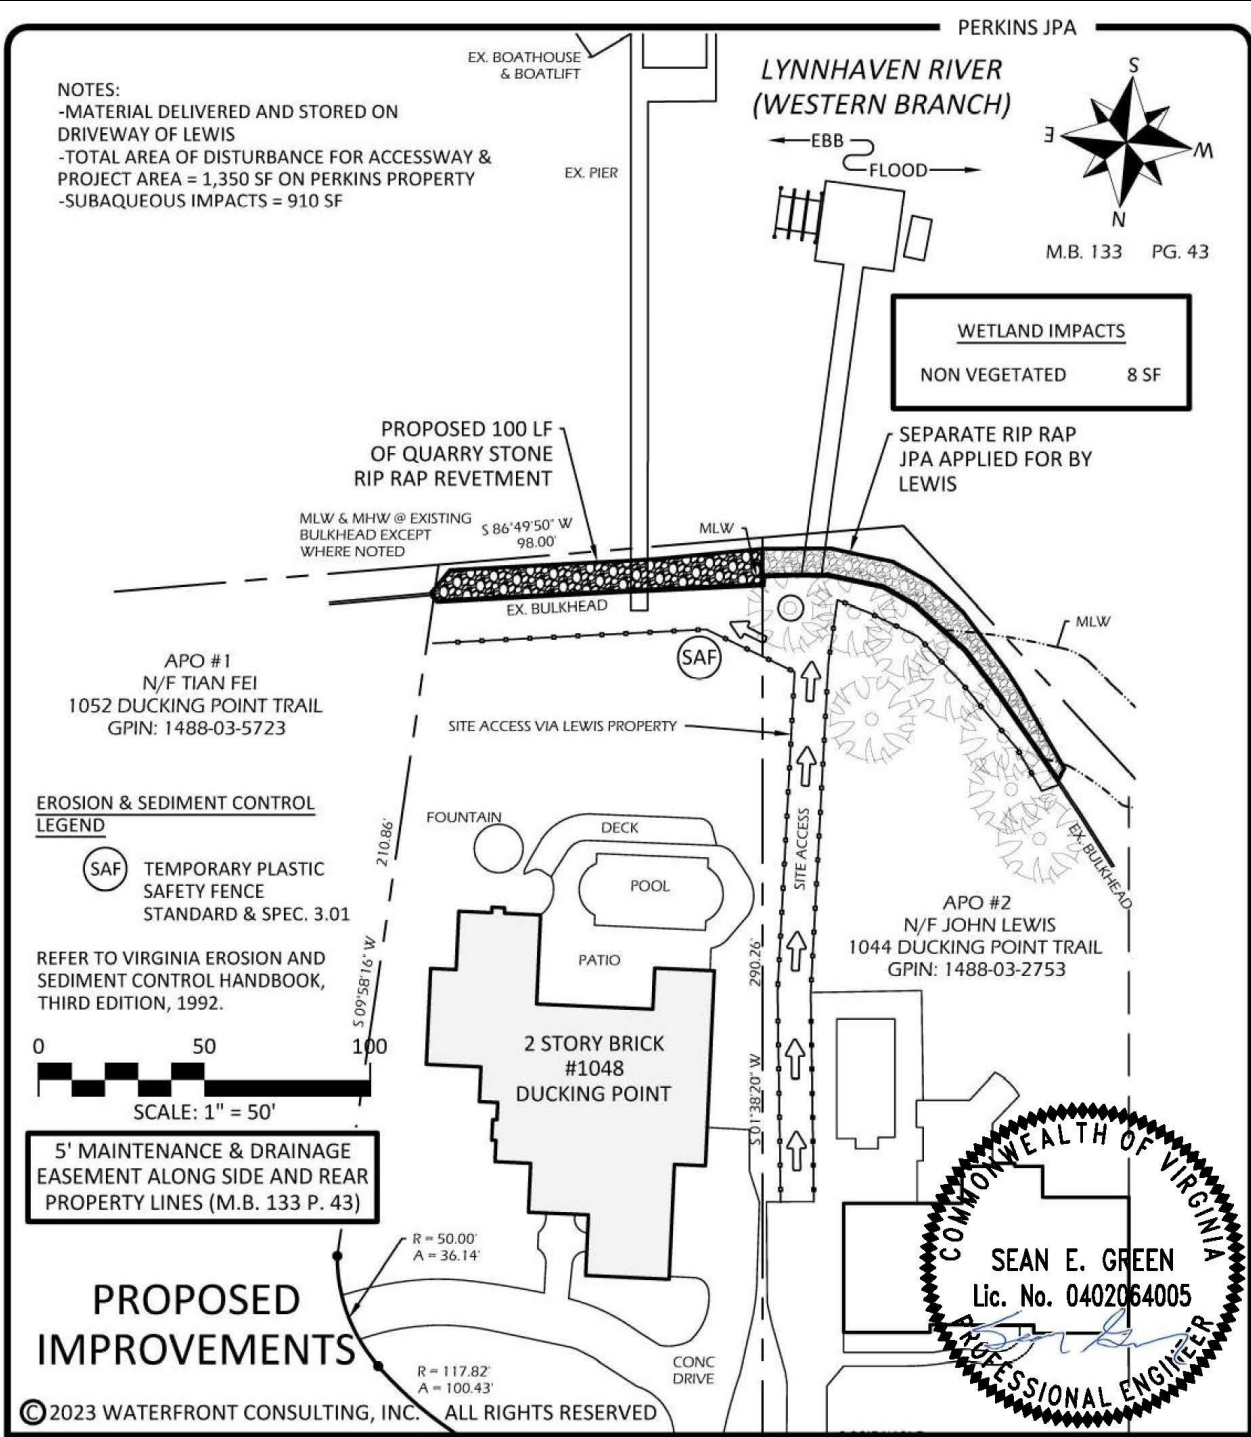 PERKINS JPA
NOTES:
-MATERIAL DELIVERED AND STORED ON
DRIVEWAY OF LEWIS
-TOTAL AREA OF DISTURBANCE FOR ACCESSWAY &
PROJECT AREA = 1,350 SF ON PERKINS PROPERTY
-SUBAQUEOUS IMPACTS = 910 SF
EX. BOATHOUSE
& BOATLIFT
EX. PIER
LYNNHAVEN RIVER
(WESTERN BRANCH)
EBB
FLOOD
S
E
W
N
M.B. 133 PG. 43
WETLAND IMPACTS
NON VEGETATED 8 SF
PROPOSED 100 LF
OF QUARRY STONE
RIP RAP REVETMENT
SEPARATE RIP RAP
JPA APPLIED FOR BY
LEWIS
MLW & MHW @ EXISTING
BULKHEAD EXCEPT
WHERE NOTED
S 86°49'50" W
98.00'
MLW
EX. BULKHEAD
MLW
SAF
APO #1
N/F TIAN FEI
1052 DUCKING POINT TRAIL
GPIN: 1488-03-5723
SITE ACCESS VIA LEWIS PROPERTY
EROSION & SEDIMENT CONTROL
LEGEND
SAF
TEMPORARY PLASTIC
SAFETY FENCE
STANDARD & SPEC. 3.01
REFER TO VIRGINIA EROSION AND
SEDIMENT CONTROL HANDBOOK,
THIRD EDITION, 1992.
210.86'
S 09°58'16" W
FOUNTAIN
DECK
POOL
PATIO
SITE ACCESS
290.26'
S 01°38'20" W
EX. BULKHEAD
APO #2
N/F JOHN LEWIS
1044 DUCKING POINT TRAIL
GPIN: 1488-03-2753
2 STORY BRICK
#1048
DUCKING POINT
0 50 100
SCALE: 1" = 50'
5' MAINTENANCE & DRAINAGE
EASEMENT ALONG SIDE AND REAR
PROPERTY LINES (M.B. 133 P. 43)
R = 50.00'
A = 36.14'
PROPOSED
IMPROVEMENTS
R = 117.82'
A = 100.43'
CONC
DRIVE
COMMONWEALTH OF VIRGINIA
SEAN E. GREEN
Lic. No. 0402064005
PROFESSIONAL ENGINEER
© 2023 WATERFRONT CONSULTING, INC. ALL RIGHTS RESERVED